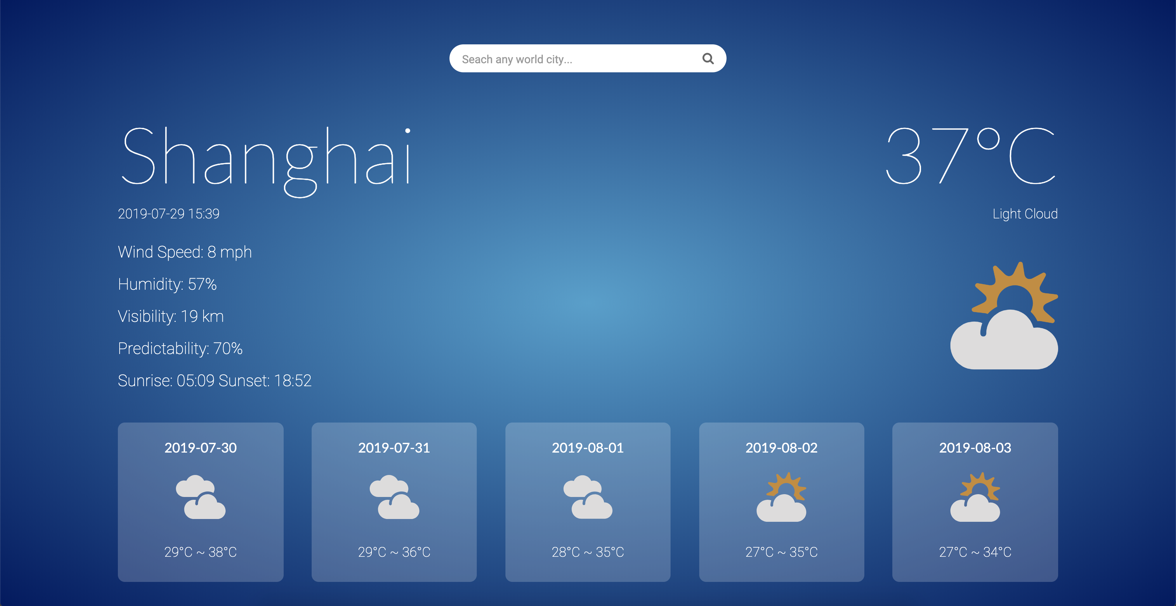 Seach any world city...
Shanghai
37°C
2019-07-29 15:39
Light Cloud
Wind Speed: 8 mph
Humidity: 57%
Visibility: 19 km
Predictability: 70%
Sunrise: 05:09 Sunset: 18:52
2019-07-30
29°C ~ 38°C
2019-07-31
29°C ~ 36°C
2019-08-01
28°C ~ 35°C
2019-08-02
27°C ~ 35°C
2019-08-03
27°C ~ 34°C